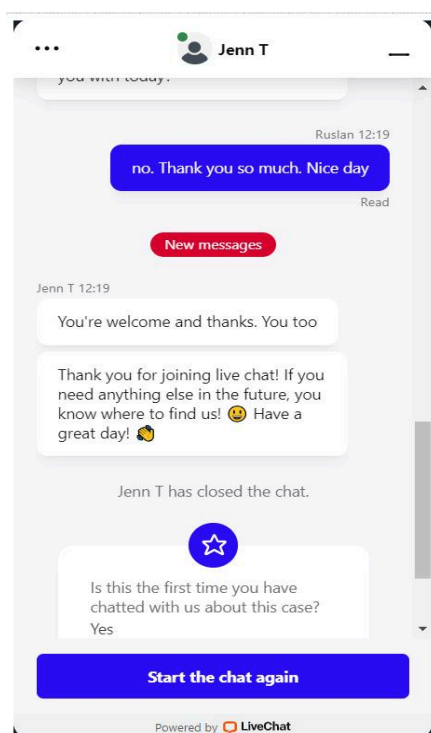 Jenn T
you with today?
Ruslan 12:19
no. Thank you so much. Nice day
Read
New messages
Jenn T 12:19
You're welcome and thanks. You too
Thank you for joining live chat! If you
need anything else in the future, you
know where to find us! 😀 Have a
great day! 👏
Jenn T has closed the chat.
Is this the first time you have
chatted with us about this case?
Yes
Start the chat again
Powered by LiveChat